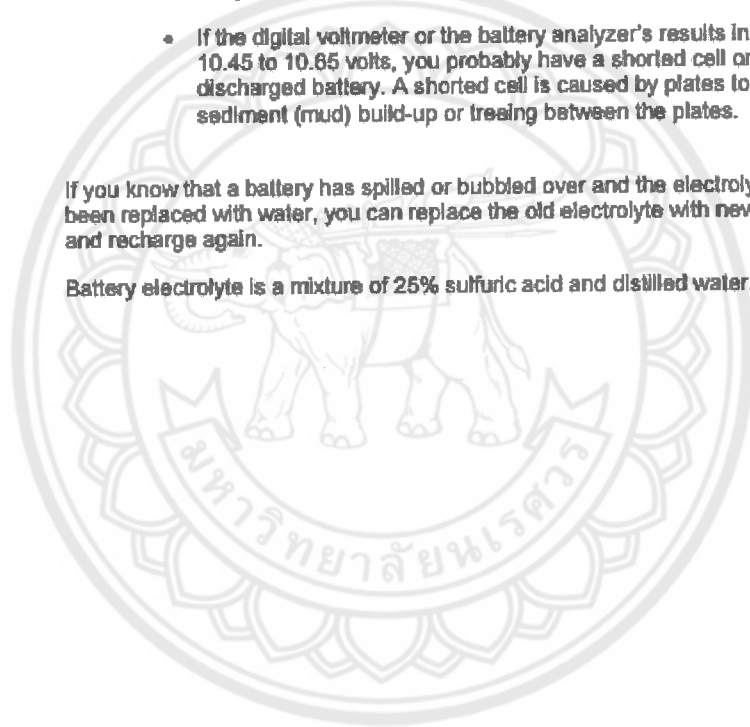 • If the digital voltmeter or the battery analyzer's results in
10.45 to 10.65 volts, you probably have a shorted cell or
discharged battery. A shorted cell is caused by plates to
sediment (mud) build-up or treeing between the plates.
If you know that a battery has spilled or bubbled over and the electroly
been replaced with water, you can replace the old electrolyte with new
and recharge again.
Battery electrolyte is a mixture of 25% sulfuric acid and distilled water.
มหาวิทยาลัยนเรศวร